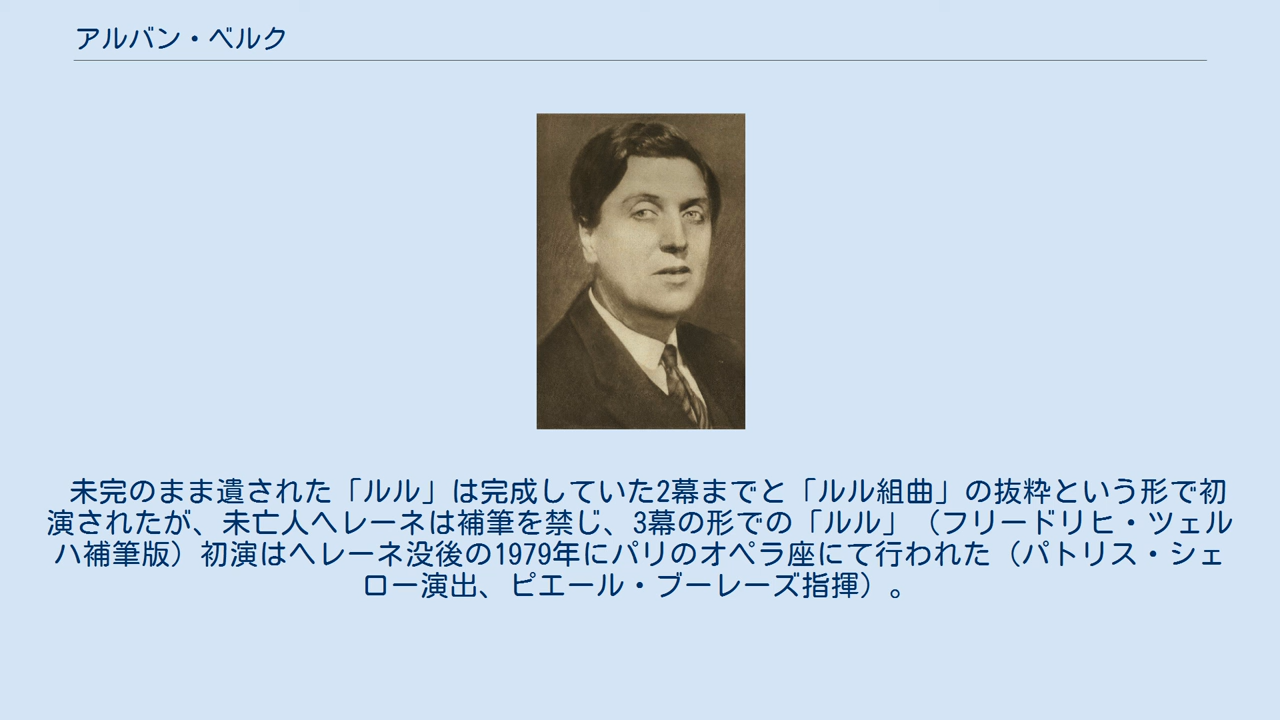 アルバン・ベルク
未完のまま遺された「ルル」は完成していた2幕までと「ルル組曲」の抜粋という形で初
演されたが、未亡人ヘレーネは補筆を禁じ、3幕の形での「ルル」（フリードリヒ・ツェル
ハ補筆版）初演はヘレーネ没後の1979年にパリのオペラ座にて行われた（パトリス・シェ
ロー演出、ピエール・ブーレーズ指揮）。